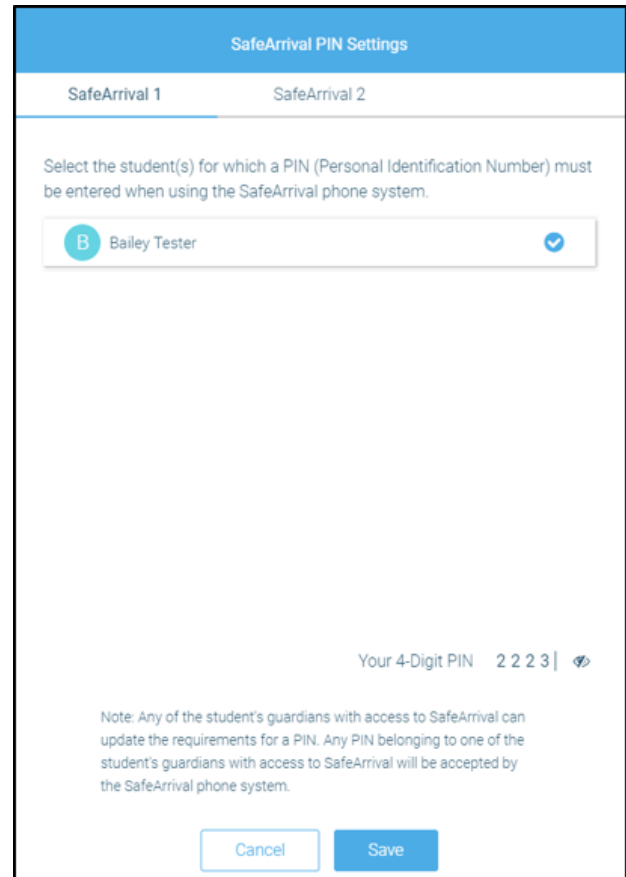 SafeArrival PIN Settings
SafeArrival 1 SafeArrival 2
Select the student(s) for which a PIN (Personal Identification Number) must
be entered when using the SafeArrival phone system.
B Bailey Tester
Your 4-Digit PIN 2 2 2 3
Note: Any of the student's guardians with access to SafeArrival can
update the requirements for a PIN. Any PIN belonging to one of the
student's guardians with access to SafeArrival will be accepted by
the SafeArrival phone system.
Cancel Save